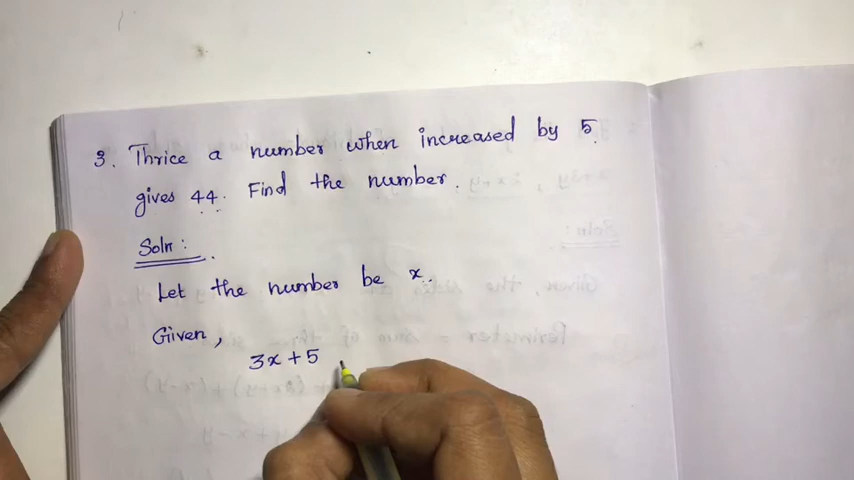 3. Thrice a number when increased by 5
gives 44. Find the number.
Soln:
Let the number be x.
Given,
3x+5